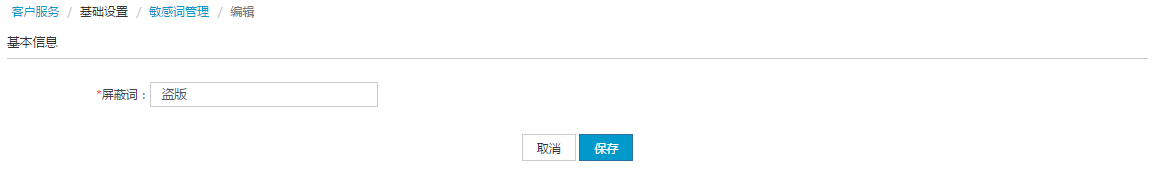 客户服务 / 基础设置 / 敏感词管理 / 编辑
基本信息
*屏蔽词： 盗版
取消 保存